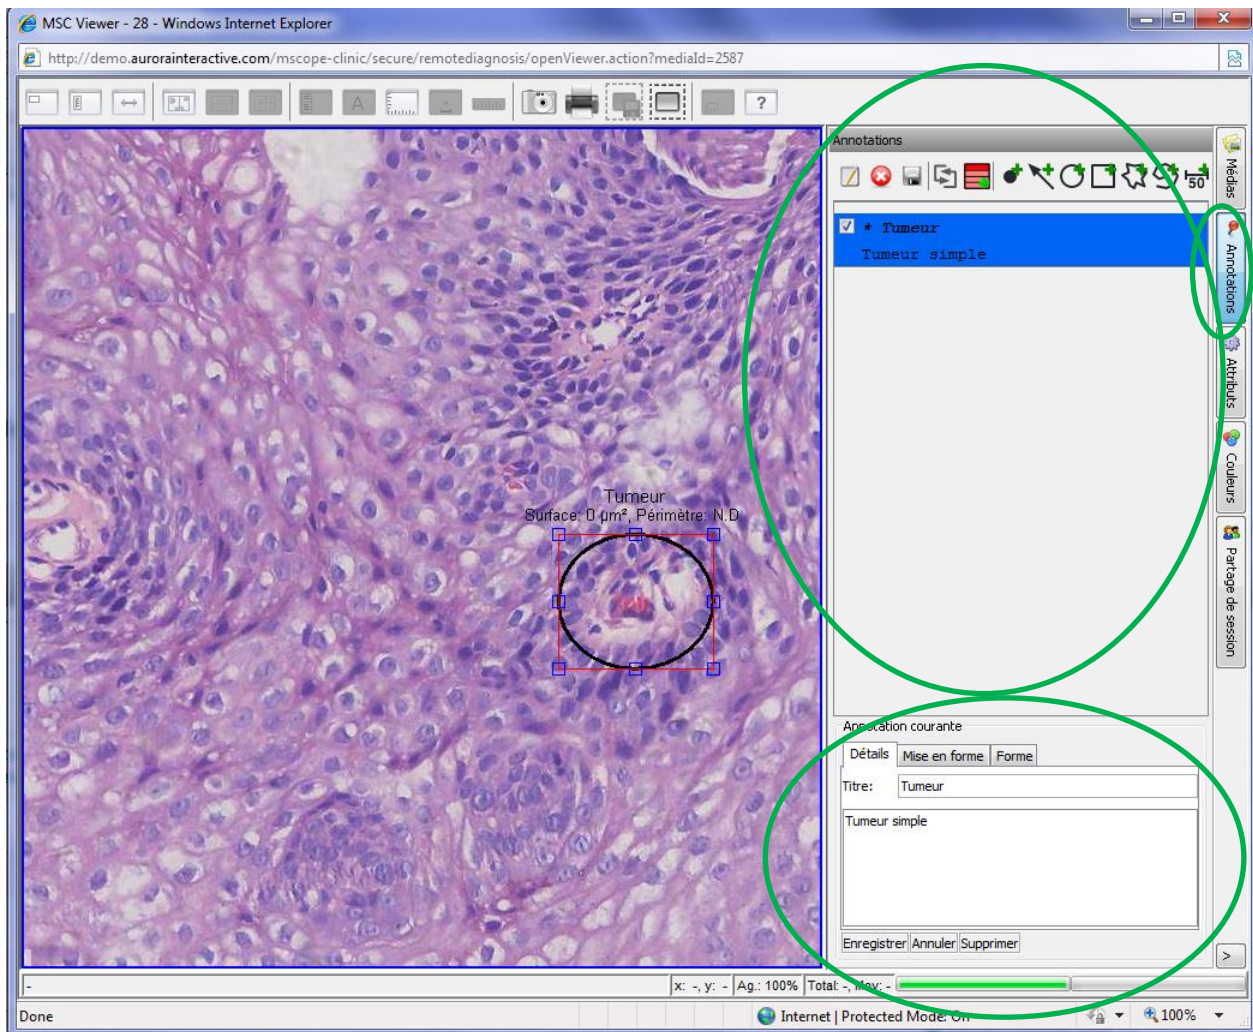 MSC Viewer - 28 - Windows Internet Explorer
http://demo.aurorainteractive.com/mscope-clinic/secure/remotediagnosis/openViewer.action?mediaId=2587
A
?
Annotations
50
* Tumeur
Tumeur simple
Médias
Annotations
Attributs
Couleurs
Partage de session
Tumeur
Surface: 0 µm², Périmètre: N.D
Annotation courante
Détails Mise en forme Forme
Titre: Tumeur
Tumeur simple
Enregistrer Annuler Supprimer
>
- x: -, y: - Ag.: 100% Total: -, Moy: -
Done Internet | Protected Mode: On 100%